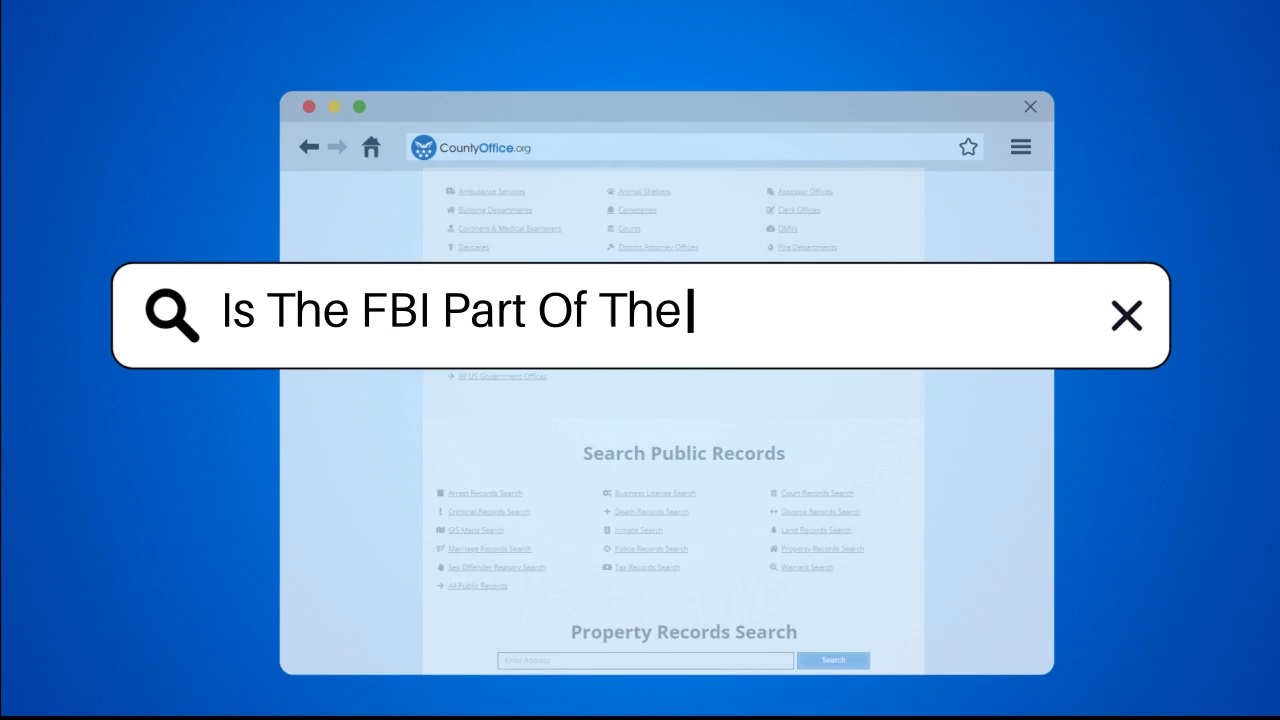 CountyOffice.org
Ambulance Services Animal Shelters Assessor Offices
Building Departments Cemeteries Clerk Offices
Coroners & Medical Examiners Courts DMVs
Daycares District Attorney Offices Fire Departments
Is The FBI Part Of The
→ All US Government Offices
Search Public Records
Arrest Records Search Business License Search Court Records Search
Criminal Records Search Death Records Search Divorce Records Search
GIS Maps Search Inmate Search Land Records Search
Marriage Records Search Police Records Search Property Records Search
Sex Offender Registry Search Tax Records Search Warrant Search
→ All Public Records
Property Records Search
Enter Address Search